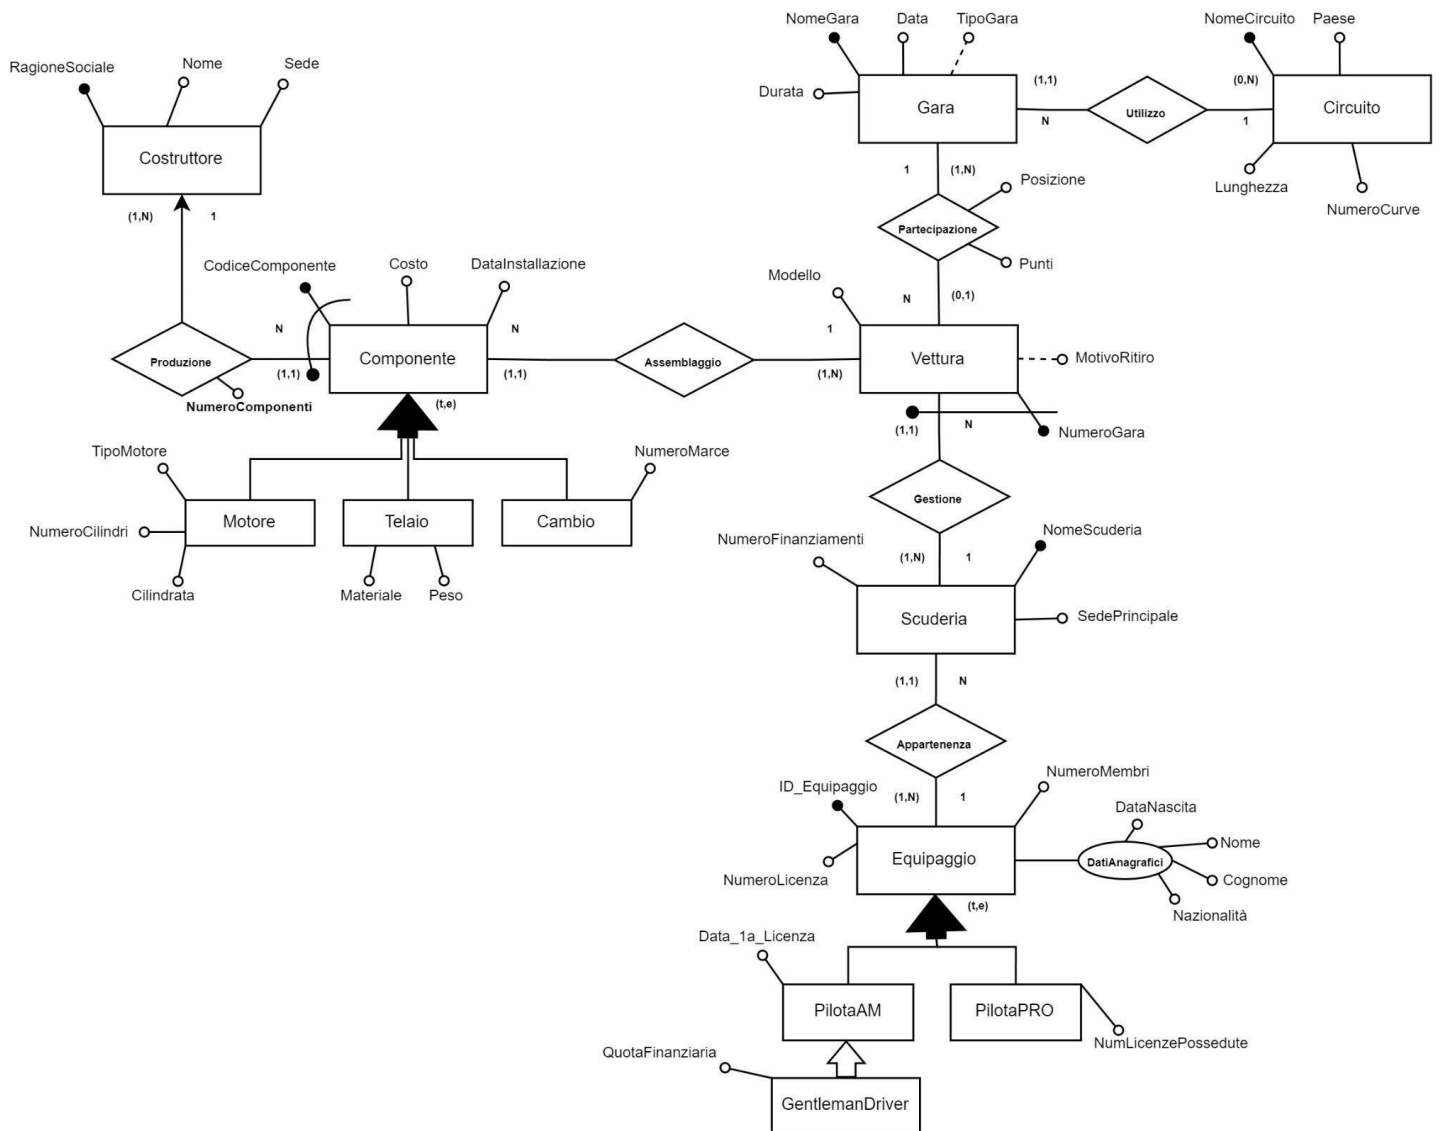 NomeGara
Data
TipoGara
NomeCircuito
Paese
RagioneSociale
Nome
Sede
Durata
Gara
(1,1)
N
Utilizzo
(0,N)
1
Circuito
Costruttore
Lunghezza
NumeroCurve
1
(1,N)
Posizione
Partecipazione
Punti
N
(0,1)
(1,N)
1
CodiceComponente
Costo
DataInstallazione
Modello
Produzione
N
(1,1)
NumeroComponenti
Componente
N
(1,1)
Assemblaggio
1
(1,N)
Vettura
MotivoRitiro
(t,e)
(1,1)
N
NumeroGara
TipoMotore
NumeroMarce
NumeroCilindri
Motore
Telaio
Cambio
Cilindrata
Materiale
Peso
Gestione
NumeroFinanziamenti
(1,N)
1
NomeScuderia
Scuderia
SedePrincipale
(1,1)
N
Appartenenza
ID_Equipaggio
(1,N)
1
NumeroMembri
DataNascita
Nome
Equipaggio
DatiAnagrafici
Cognome
NumeroLicenza
Nazionalità
(t,e)
Data_1a_Licenza
PilotaAM
PilotaPRO
NumLicenzePossedute
QuotaFinanziaria
GentlemanDriver